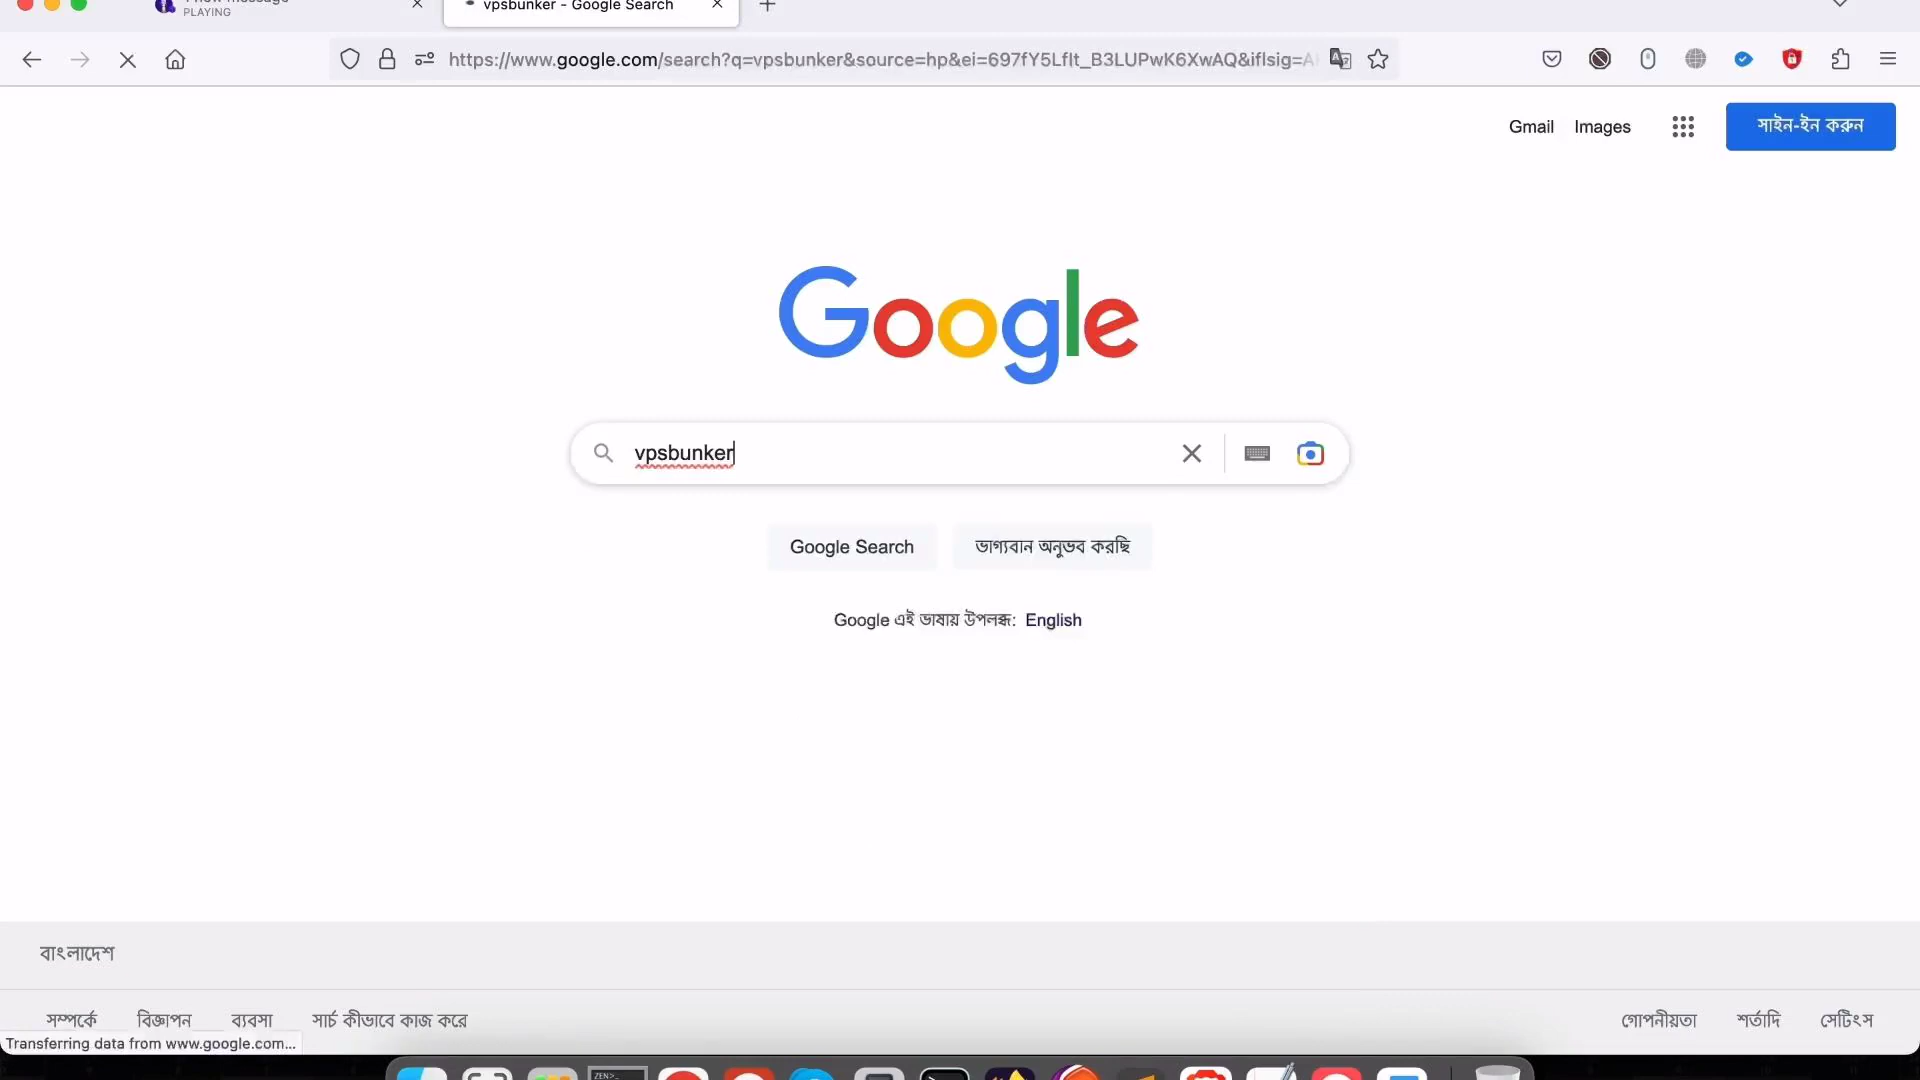 PLAYING
vpsbunker - Google Search
https://www.google.com/search?q=vpsbunker&source=hp&ei=697fY5LfIt_B3LUPwK6XwAQ&iflsig=A
Gmail Images সাইন-ইন করুন
Google
vpsbunker
Google Search ভাগ্যবান অনুভব করছি
Google এই ভাষায় উপলব্ধ: English
বাংলাদেশ
সম্পর্কে বিজ্ঞাপন ব্যবসা সার্চ কীভাবে কাজ করে গোপনীয়তা শর্তাদি সেটিংস
Transferring data from www.google.com...
ZEN>